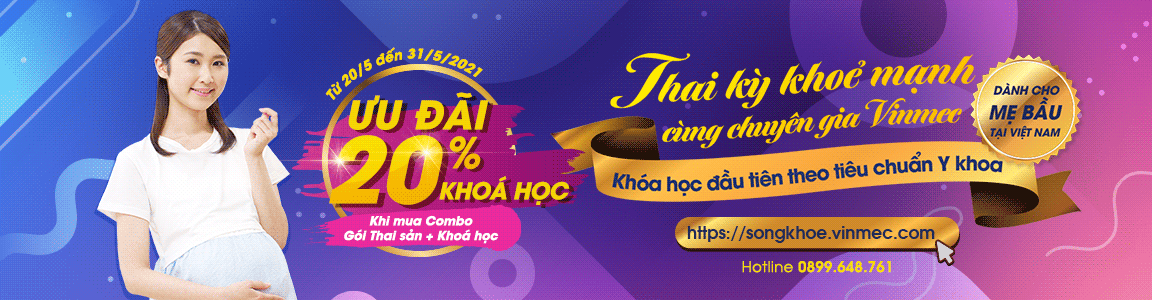 Từ 20/5 đến 31/5/2021
ƯU ĐÃI
20%
KHOÁ HỌC
Khi mua Combo
Gói Thai sản + Khoá học
Thai kỳ khoẻ mạnh
cùng chuyên gia Vinmec
DÀNH CHO
MẸ BẦU
TẠI VIỆT NAM
Khóa học đầu tiên theo tiêu chuẩn Y khoa
https://songkhoe.vinmec.com
Hotline 0899.648.761